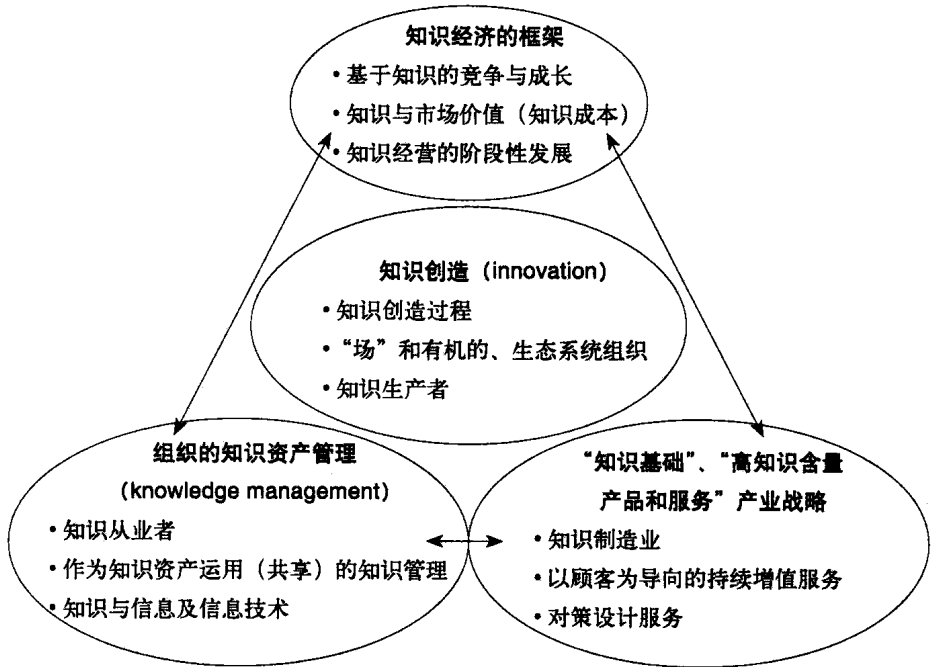 知识经济的框架
•基于知识的竞争与成长
•知识与市场价值（知识成本）
•知识经营的阶段性发展
知识创造（innovation）
•知识创造过程
•“场”和有机的、生态系统组织
•知识生产者
组织的知识资产管理
（knowledge management）
•知识从业者
•作为知识资产运用（共享）的知识管理
•知识与信息及信息技术
“知识基础”、“高知识含量
产品和服务”产业战略
•知识制造业
•以顾客为导向的持续增值服务
•对策设计服务